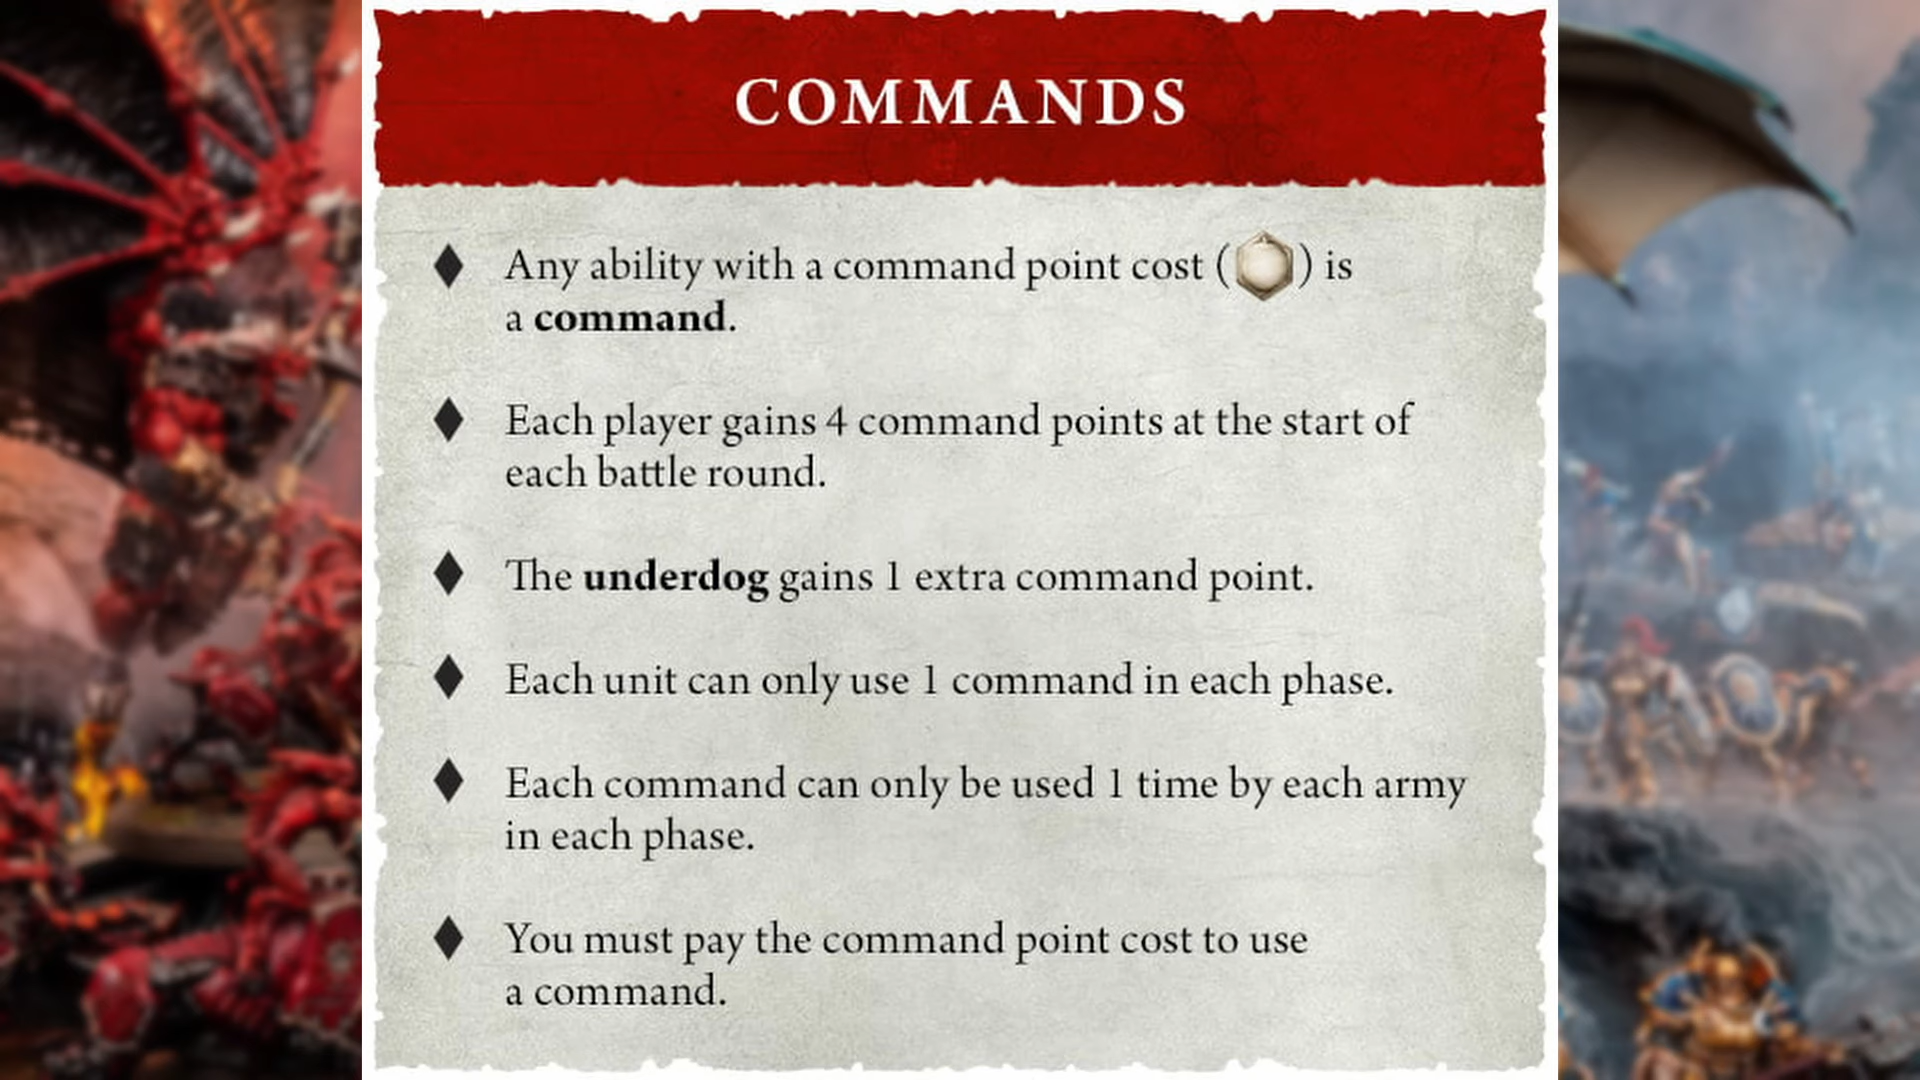 COMMANDS
♦ Any ability with a command point cost ( ) is
a command.
♦ Each player gains 4 command points at the start of
each battle round.
♦ The underdog gains 1 extra command point.
♦ Each unit can only use 1 command in each phase.
♦ Each command can only be used 1 time by each army
in each phase.
♦ You must pay the command point cost to use
a command.